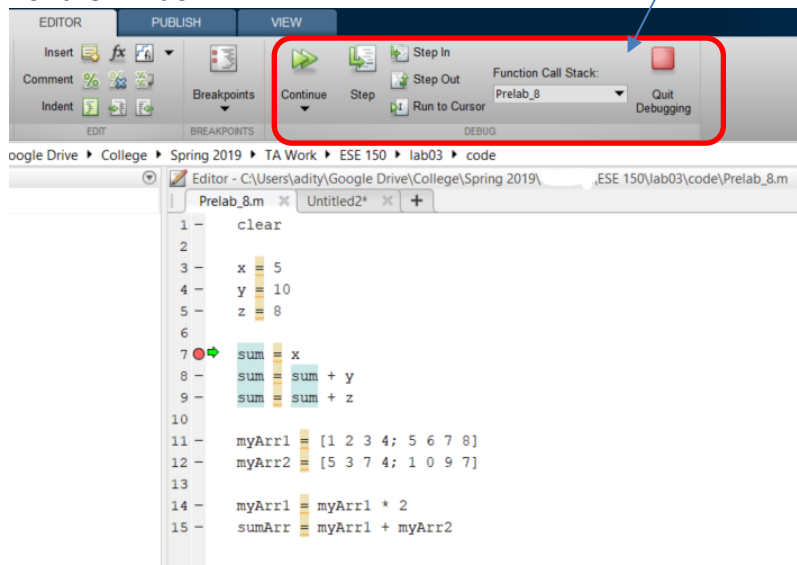 EDITOR PUBLISH VIEW
Insert fx
Comment
Indent
EDIT
Breakpoints
BREAKPOINTS
Continue
Step
Step In
Step Out
Run to Cursor
Function Call Stack:
Prelab_8
Quit
Debugging
DEBUG
oogle Drive ▸ College ▸ Spring 2019 ▸ TA Work ▸ ESE 150 ▸ lab03 ▸ code
Editor - C:\Users\adity\Google Drive\College\Spring 2019\ ,ESE 150\lab03\code\Prelab_8.m
Prelab_8.m × Untitled2* × +
1 – clear
2
3 – x = 5
4 – y = 10
5 – z = 8
6
7 sum = x
8 – sum = sum + y
9 – sum = sum + z
10
11 – myArr1 = [1 2 3 4; 5 6 7 8]
12 – myArr2 = [5 3 7 4; 1 0 9 7]
13
14 – myArr1 = myArr1 * 2
15 – sumArr = myArr1 + myArr2